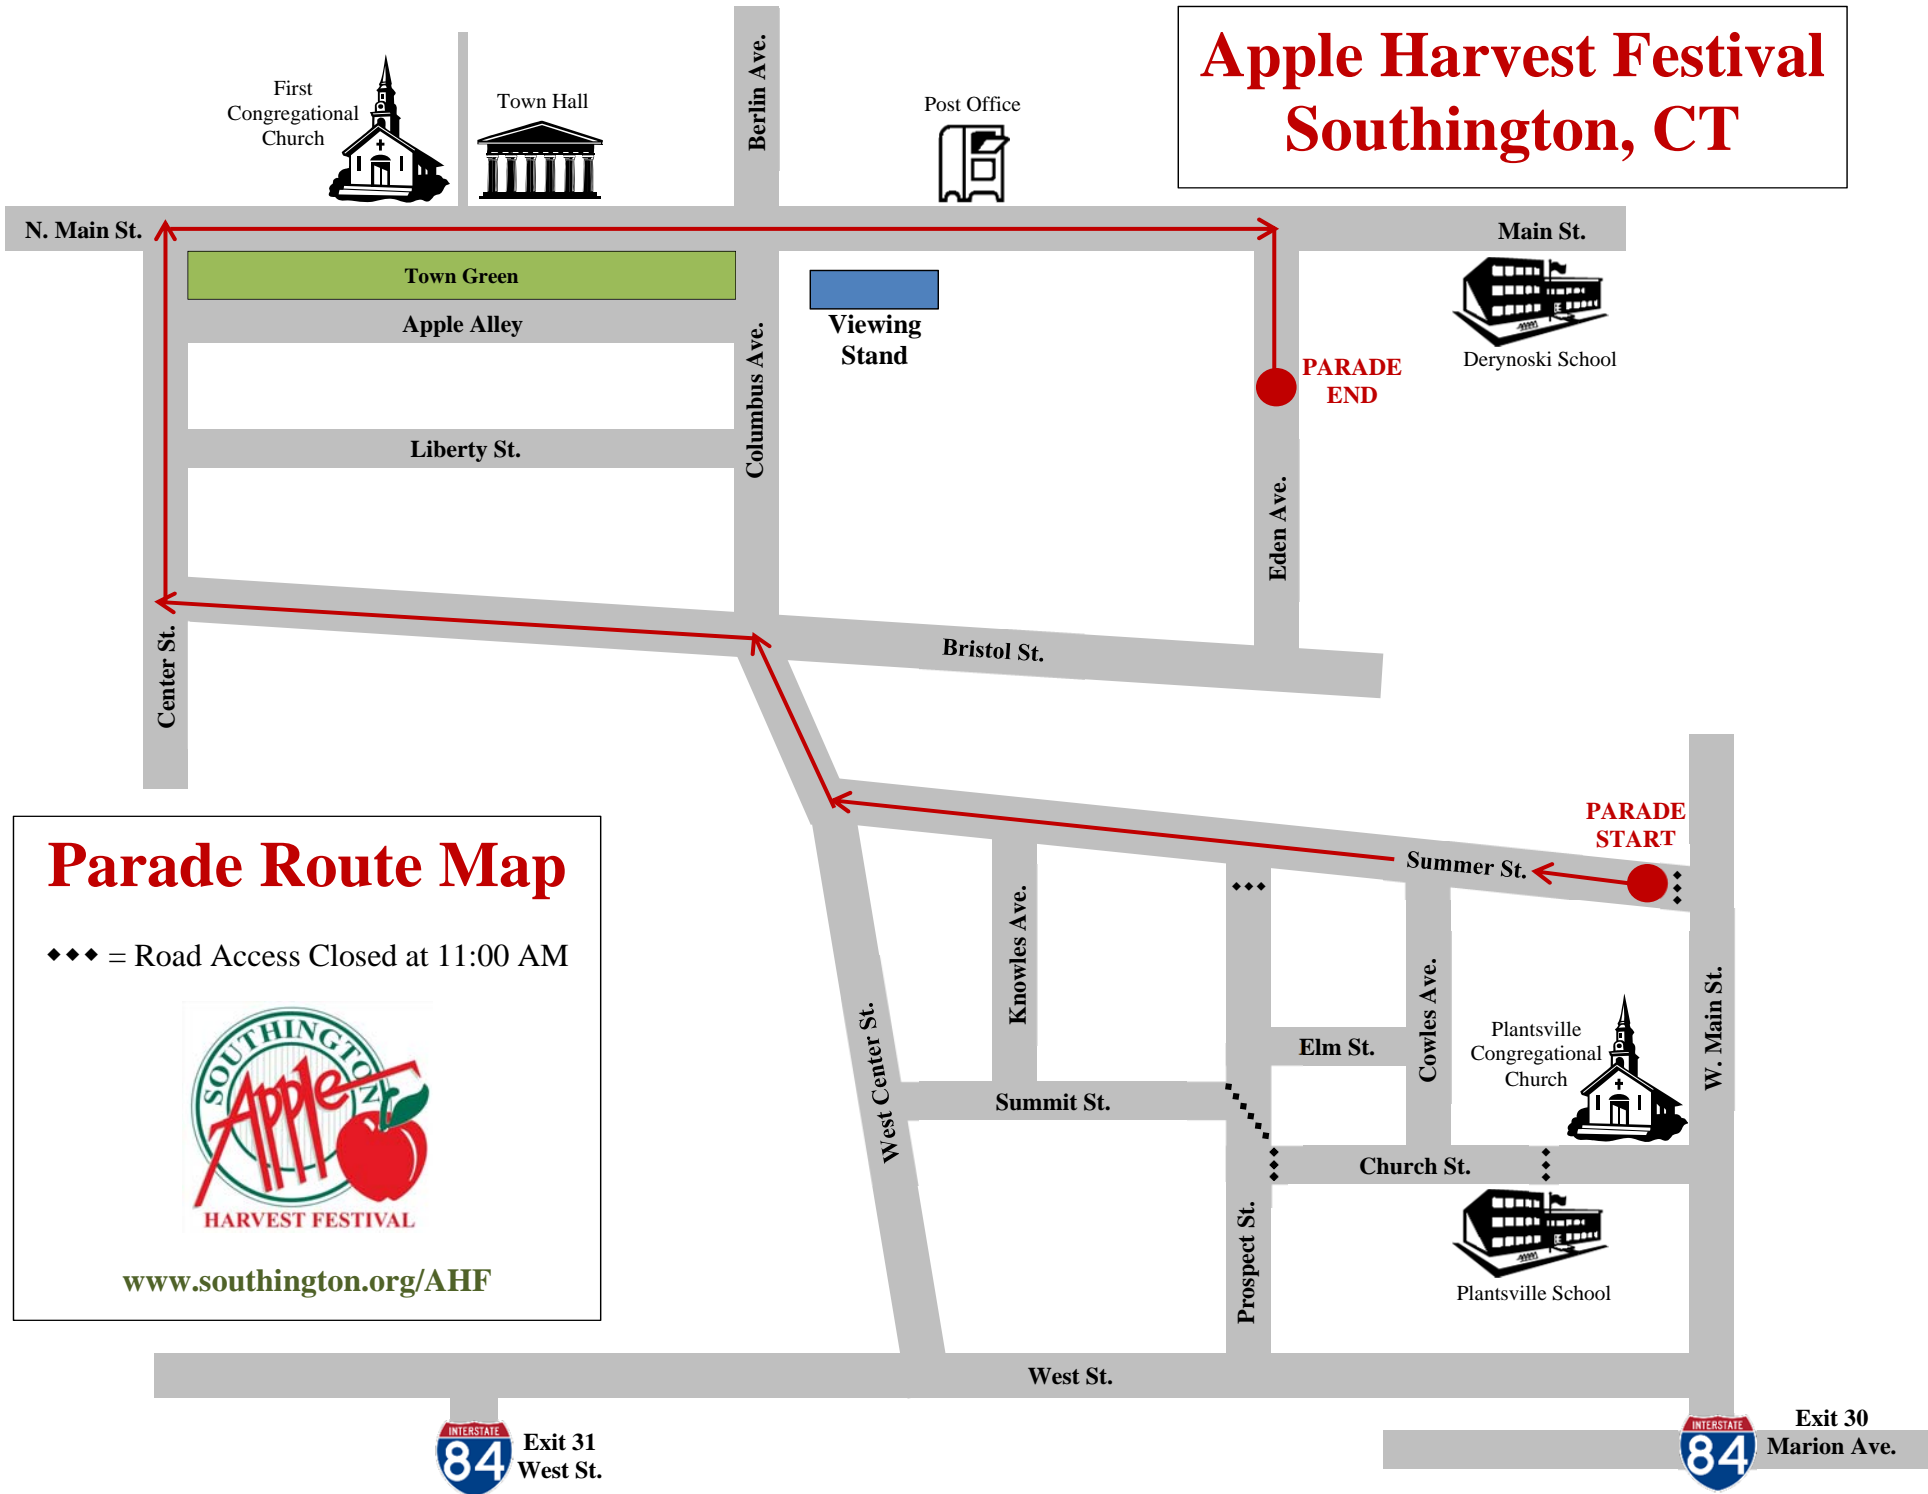 Apple Harvest Festival
Southington, CT
First
Congregational
Church
Town Hall
Berlin Ave.
Post Office
N. Main St.
Main St.
Town Green
Apple Alley
Columbus Ave.
Viewing
Stand
Derynoski School
PARADE
END
Liberty St.
Eden Ave.
Center St.
Bristol St.
PARADE
START
Summer St.
Parade Route Map
= Road Access Closed at 11:00 AM
SOUTHINGTON
Apple
HARVEST FESTIVAL
www.southington.org/AHF
Knowles Ave.
West Center St.
Cowles Ave.
Elm St.
Plantsville
Congregational
Church
W. Main St.
Summit St.
Church St.
Prospect St.
Plantsville School
West St.
INTERSTATE
84
Exit 31
West St.
INTERSTATE
84
Exit 30
Marion Ave.